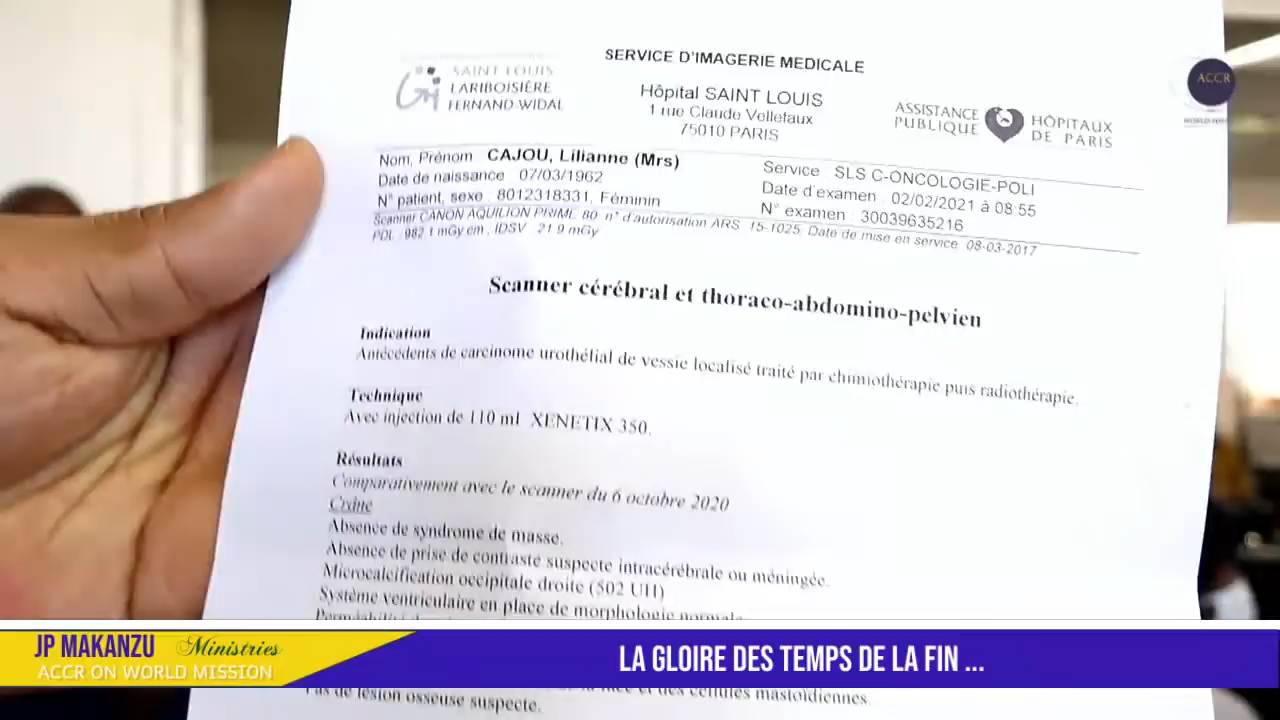 SERVICE D'IMAGERIE MEDICALE
SAINT LOUIS
LARIBOISIÈRE
FERNAND WIDAL
Hôpital SAINT LOUIS
1 rue Claude Vellefaux
75010 PARIS
ASSISTANCE PUBLIQUE HÔPITAUX DE PARIS
ACCR
Nom, Prénom CAJOU, Lilianne (Mrs)
Date de naissance 07/03/1962
N° patient, sexe 8012318331, Féminin
Service SLS C-ONCOLOGIE-POLI
Date d'examen 02/02/2021 à 08:55
N° examen 30039635216
Scanner CANON AQUILION PRIME 80 n° d'autorisation ARS 15-1025, Date de mise en service 08-03-2017
PDL 982.1 mGy.cm, IDSV 21.9 mGy
Scanner cérébral et thoraco-abdomino-pelvien
Indication
Antécédents de carcinome urothélial de vessie localisé traité par chimiothérapie puis radiothérapie.
Technique
Avec injection de 110 ml XENETIX 350.
Résultats
Comparativement avec le scanner du 6 octobre 2020
Crâne
Absence de syndrome de masse.
Absence de prise de contraste suspecte intracérébrale ou méningée.
Microcalcification occipitale droite (502 UH)
Système ventriculaire en place de morphologie normale
JP MAKANZU Ministries
ACCR ON WORLD MISSION
LA GLOIRE DES TEMPS DE LA FIN ...
et des cellules mastoïdiennes.
Pas de lésion osseuse suspecte.